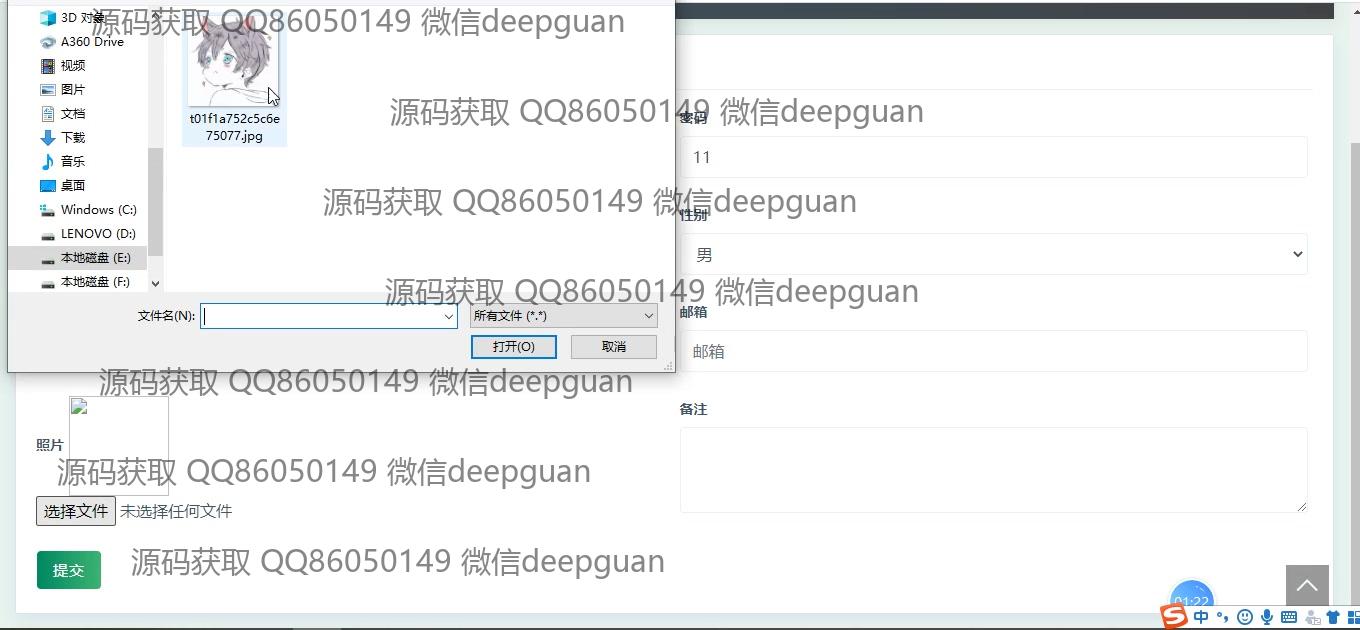 3D 对象
A360 Drive
视频
图片
文档
下载
音乐
桌面
Windows (C:)
LENOVO (D:)
本地磁盘 (E:)
本地磁盘 (F:)
t01f1a752c5c6e
75077.jpg
文件名(N):
所有文件 (*.*)
打开(O)
取消
密码
11
性别
男
邮箱
邮箱
备注
照片
选择文件 未选择任何文件
提交
源码获取 QQ86050149 微信deepguan
源码获取 QQ86050149 微信deepguan
源码获取 QQ86050149 微信deepguan
源码获取 QQ86050149 微信deepguan
源码获取 QQ86050149 微信deepguan
源码获取 QQ86050149 微信deepguan
源码获取 QQ86050149 微信deepguan
01:22
S 中